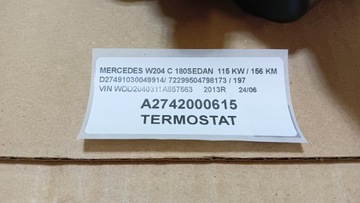 MERCEDES W204 C 180SEDAN 115 KW / 156 KM
D27491030049914/ 72299504798173 / 197
VIN WDD2040311A857563 2013R 24/06
A2742000615
TERMOSTAT